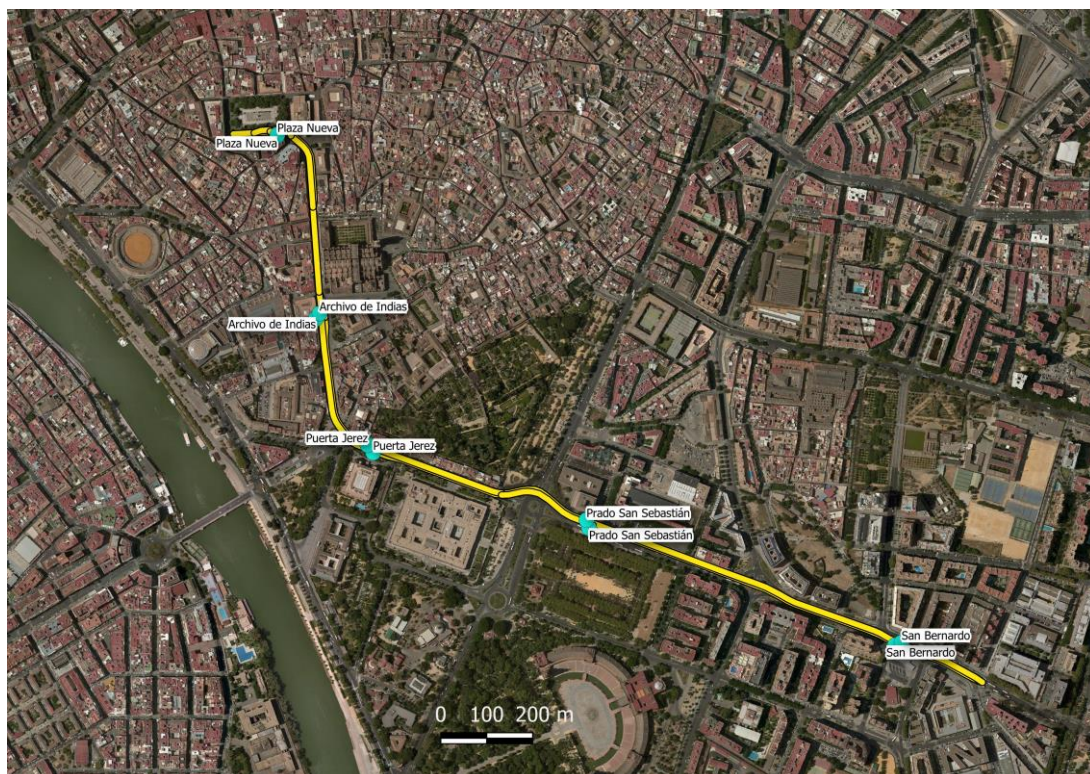 Plaza Nueva
Plaza Nueva
Archivo de Indias
Archivo de Indias
Puerta Jerez
Puerta Jerez
Prado San Sebastián
Prado San Sebastián
San Bernardo
San Bernardo
0 100 200 m